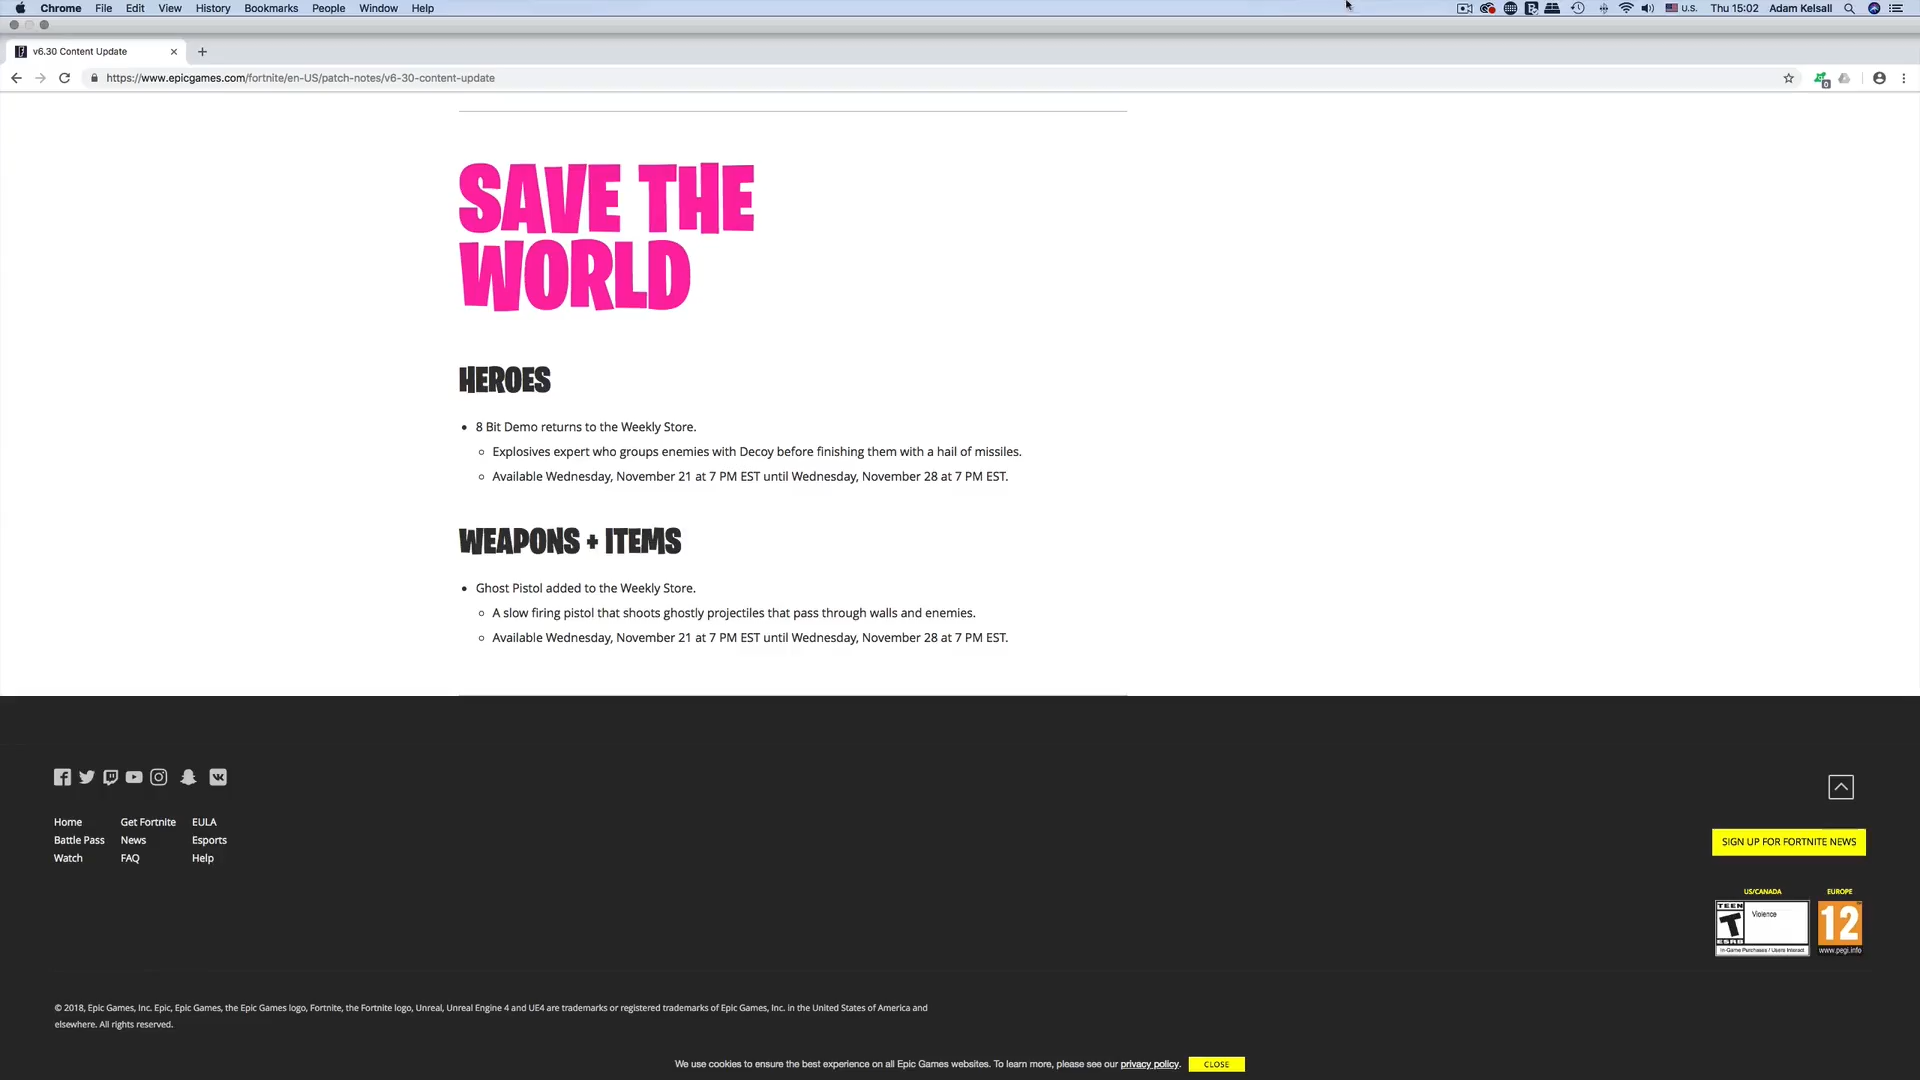 Chrome File Edit View History Bookmarks People Window Help U.S. Thu 15:02 Adam Kelsall
v6.30 Content Update
https://www.epicgames.com/fortnite/en-US/patch-notes/v6-30-content-update
SAVE THE
WORLD
HEROES
8 Bit Demo returns to the Weekly Store.
Explosives expert who groups enemies with Decoy before finishing them with a hail of missiles.
Available Wednesday, November 21 at 7 PM EST until Wednesday, November 28 at 7 PM EST.
WEAPONS + ITEMS
Ghost Pistol added to the Weekly Store.
A slow firing pistol that shoots ghostly projectiles that pass through walls and enemies.
Available Wednesday, November 21 at 7 PM EST until Wednesday, November 28 at 7 PM EST.
Home Get Fortnite EULA
Battle Pass News Esports
Watch FAQ Help
SIGN UP FOR FORTNITE NEWS
US/CANADA EUROPE
TEEN
T
ESRB
Violence
In-Game Purchases / Users Interact
12
www.pegi.info
© 2018, Epic Games, Inc. Epic, Epic Games, the Epic Games logo, Fortnite, the Fortnite logo, Unreal, Unreal Engine 4 and UE4 are trademarks or registered trademarks of Epic Games, Inc. in the United States of America and
elsewhere. All rights reserved.
We use cookies to ensure the best experience on all Epic Games websites. To learn more, please see our privacy policy. CLOSE